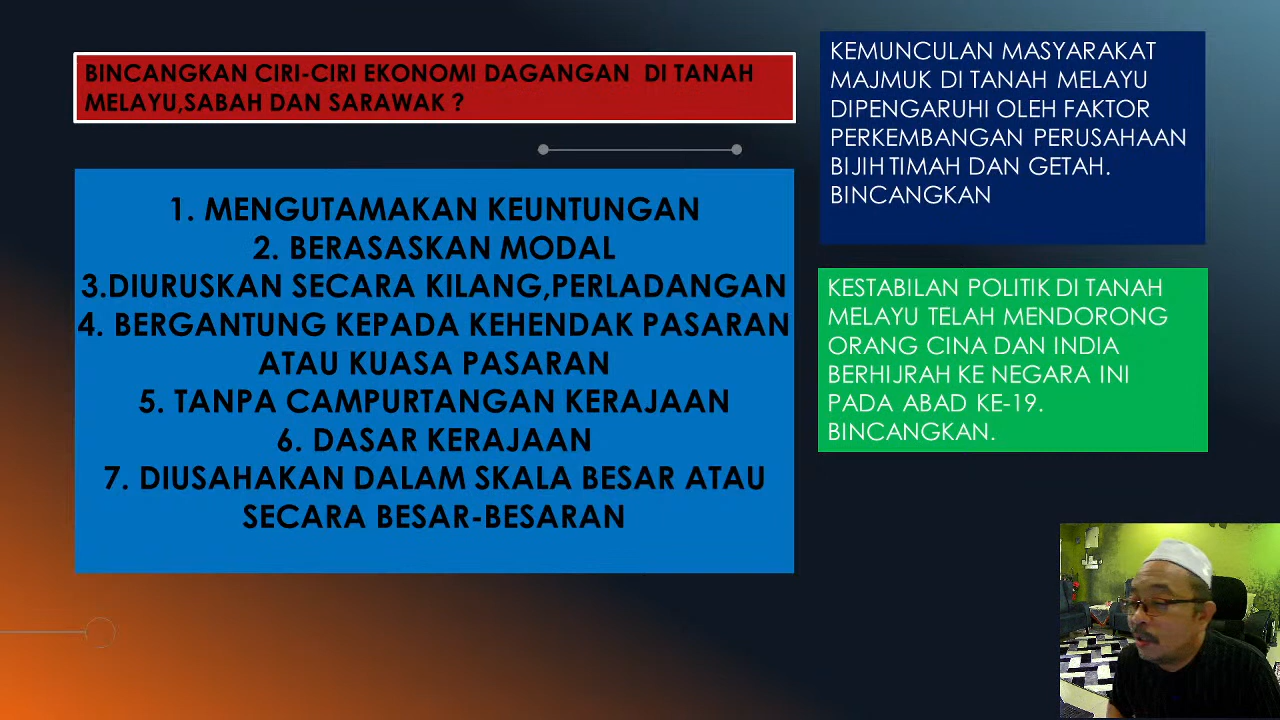 BINCANGKAN CIRI-CIRI EKONOMI DAGANGAN DI TANAH
MELAYU,SABAH DAN SARAWAK ?
1. MENGUTAMAKAN KEUNTUNGAN
2. BERASASKAN MODAL
3.DIURUSKAN SECARA KILANG,PERLADANGAN
4. BERGANTUNG KEPADA KEHENDAK PASARAN
ATAU KUASA PASARAN
5. TANPA CAMPURTANGAN KERAJAAN
6. DASAR KERAJAAN
7. DIUSAHAKAN DALAM SKALA BESAR ATAU
SECARA BESAR-BESARAN
KEMUNCULAN MASYARAKAT
MAJMUK DI TANAH MELAYU
DIPENGARUHI OLEH FAKTOR
PERKEMBANGAN PERUSAHAAN
BIJIH TIMAH DAN GETAH.
BINCANGKAN
KESTABILAN POLITIK DI TANAH
MELAYU TELAH MENDORONG
ORANG CINA DAN INDIA
BERHIJRAH KE NEGARA INI
PADA ABAD KE-19.
BINCANGKAN.